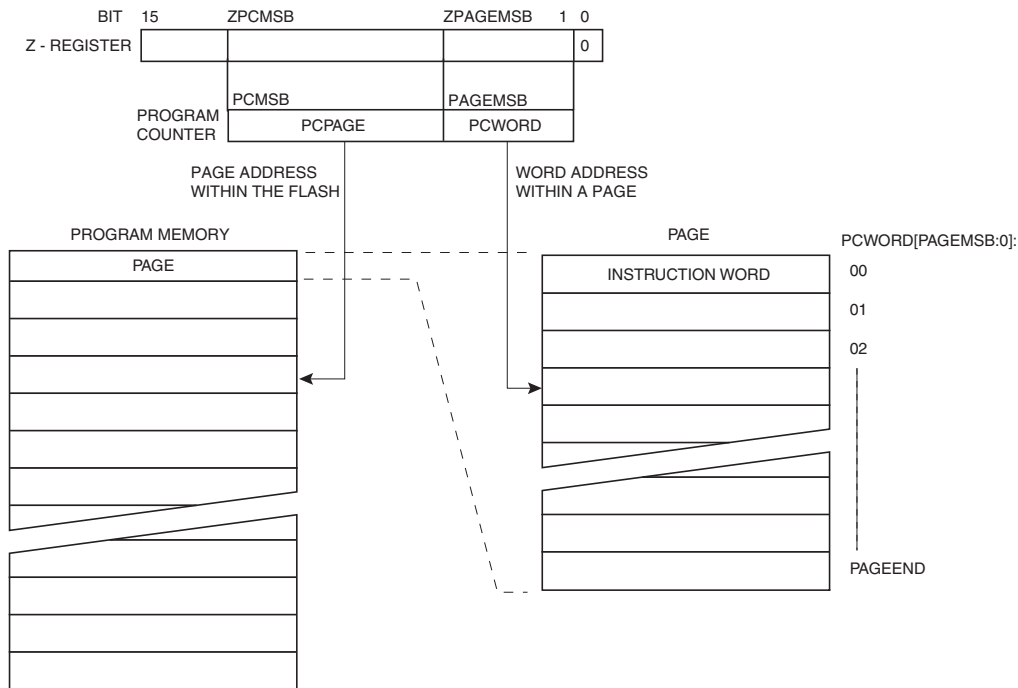 BIT 15 ZPCMSB ZPAGEMSB 1 0
Z - REGISTER 0
PCMSB PAGEMSB
PROGRAM
COUNTER
PCPAGE PCWORD
PAGE ADDRESS
WITHIN THE FLASH
WORD ADDRESS
WITHIN A PAGE
PROGRAM MEMORY
PAGE
PAGE
INSTRUCTION WORD
PCWORD[PAGEMSB:0]:
00
01
02
PAGEEND